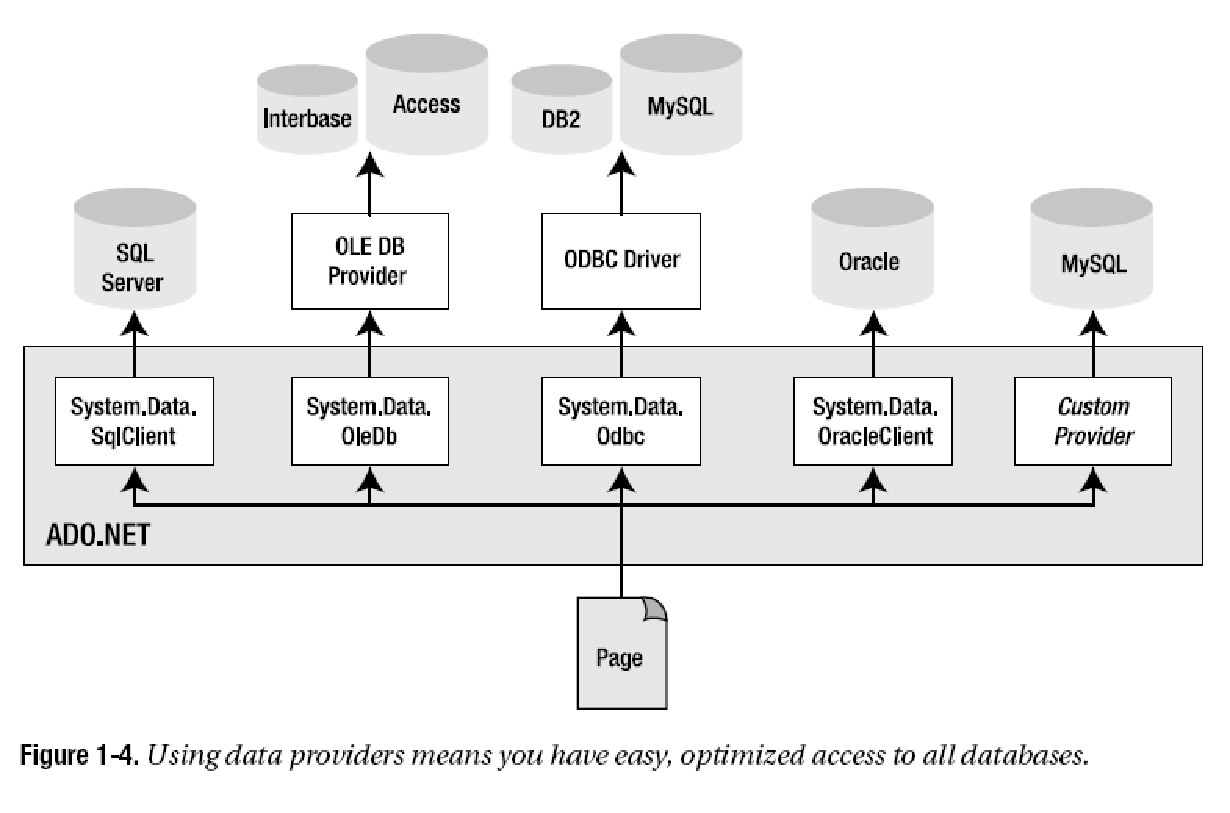 Interbase
Access
DB2
MySQL
SQL
Server
OLE DB
Provider
ODBC Driver
Oracle
MySQL
System.Data.
SqlClient
System.Data.
OleDb
System.Data.
Odbc
System.Data.
OracleClient
Custom
Provider
ADO.NET
Page
Figure 1-4. Using data providers means you have easy, optimized access to all databases.